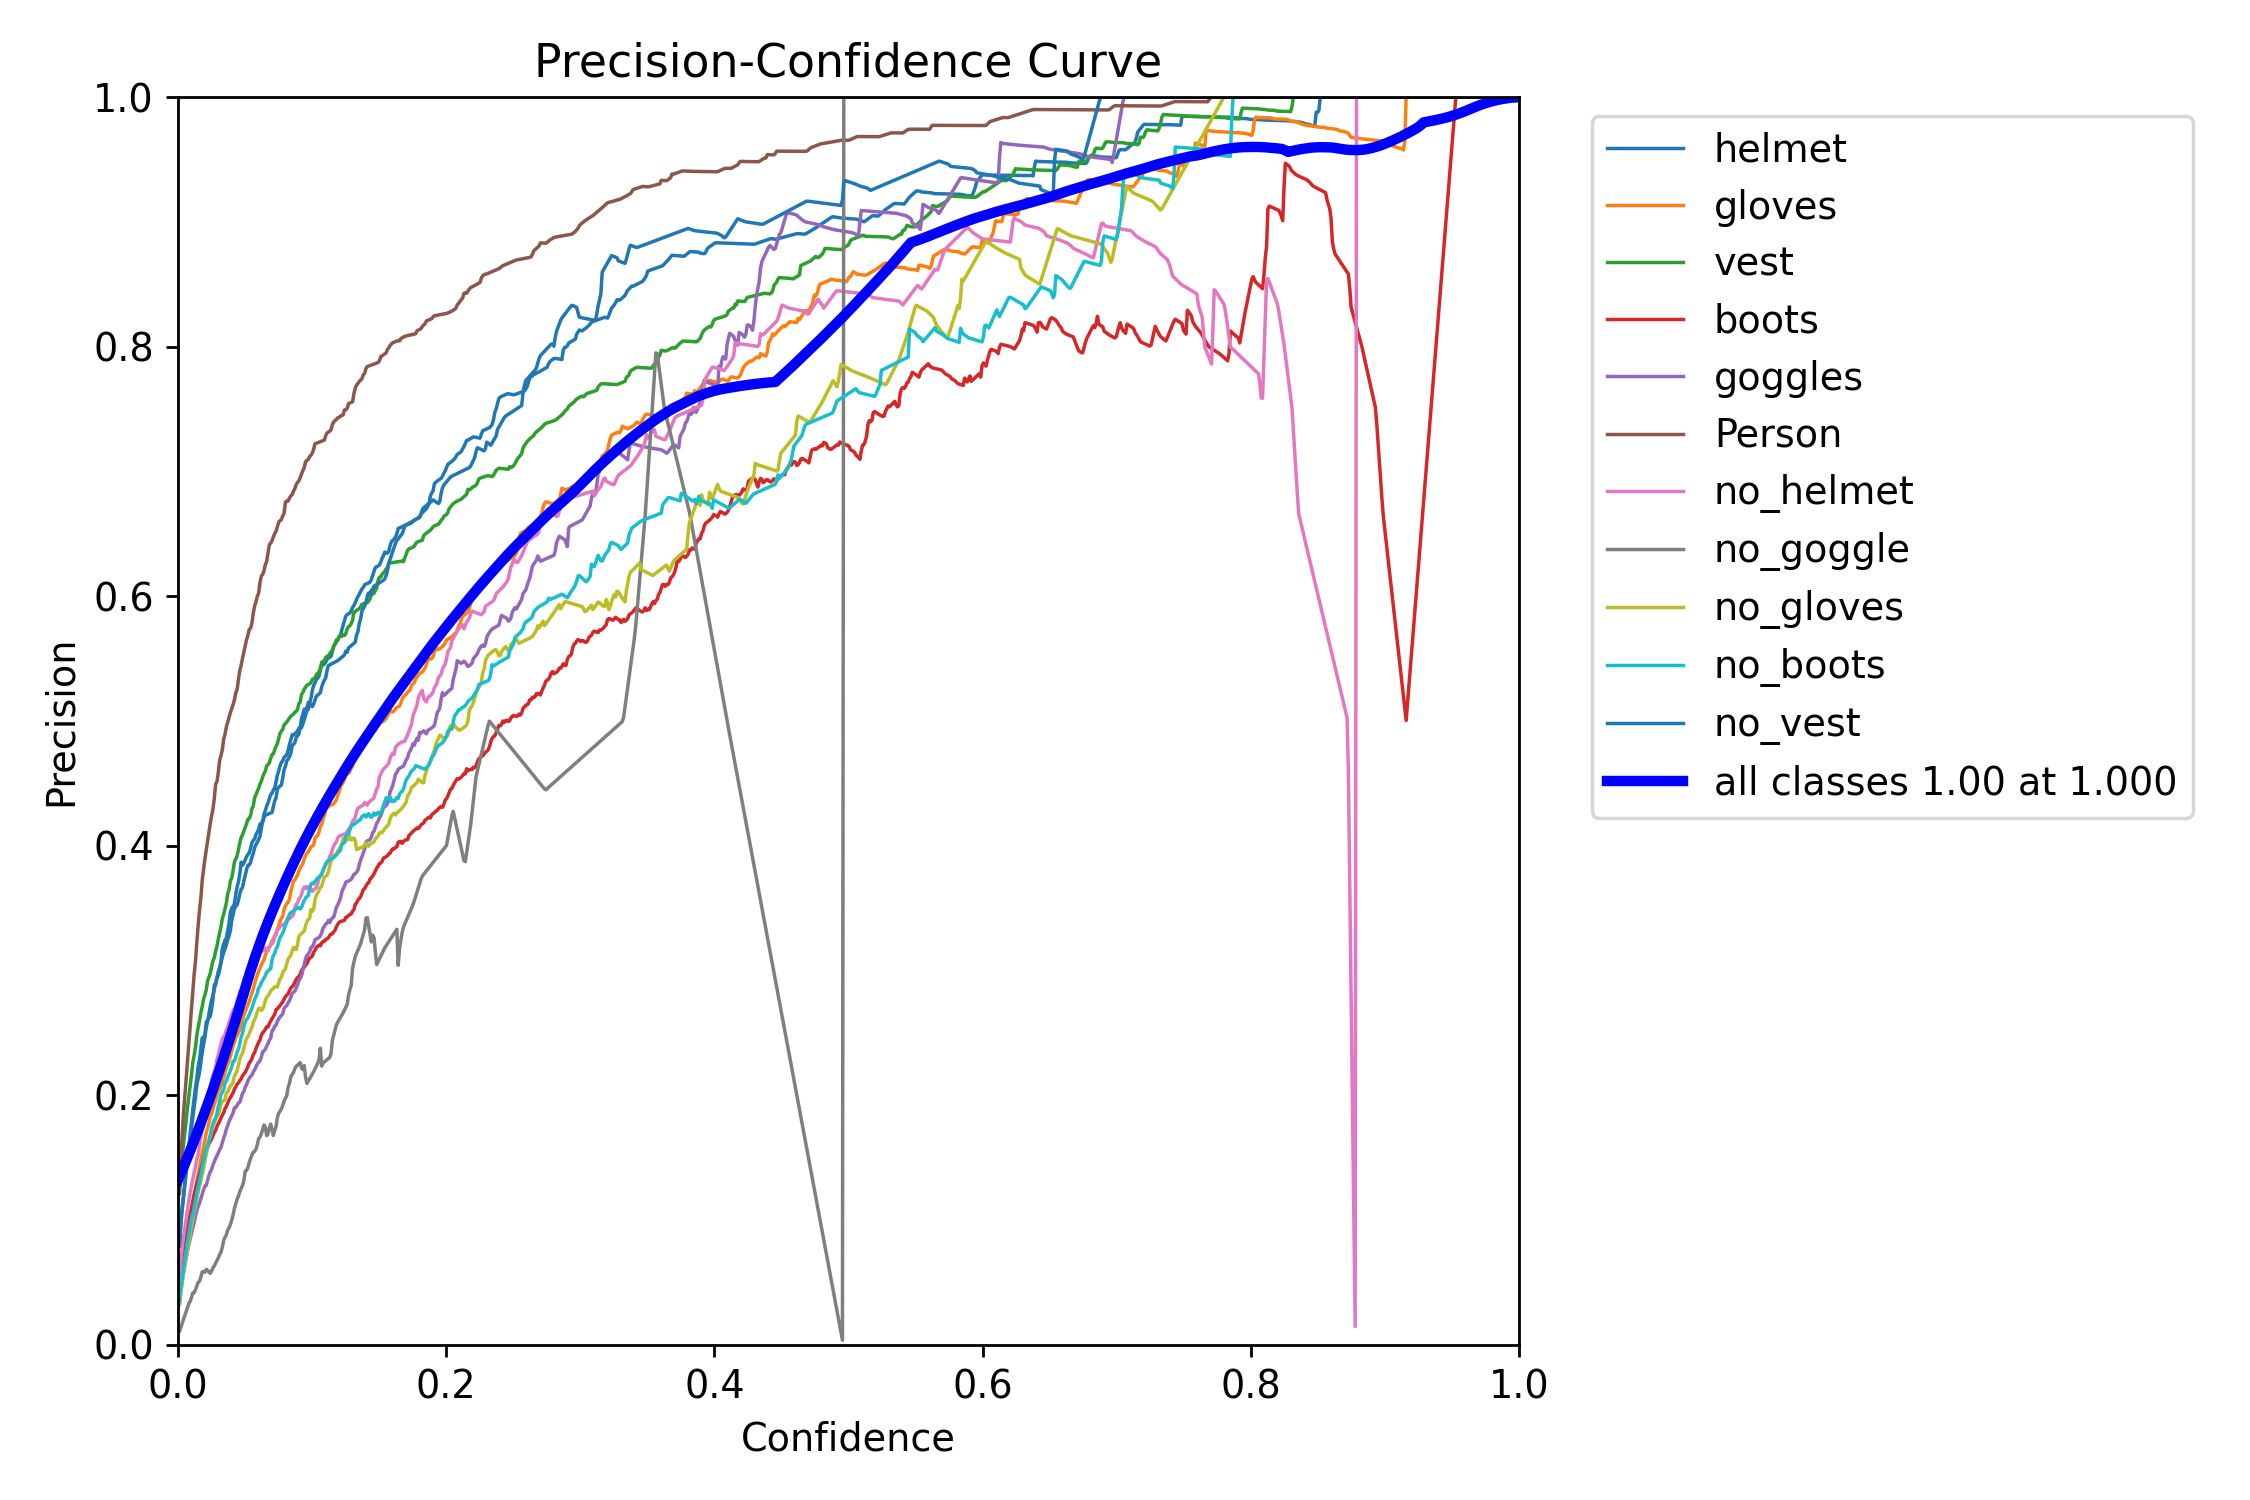 Precision-Confidence Curve
1.0
0.8
0.6
0.4
0.2
0.0
Precision
0.0 0.2 0.4 0.6 0.8 1.0
Confidence
helmet
gloves
vest
boots
goggles
Person
no_helmet
no_goggle
no_gloves
no_boots
no_vest
all classes 1.00 at 1.000